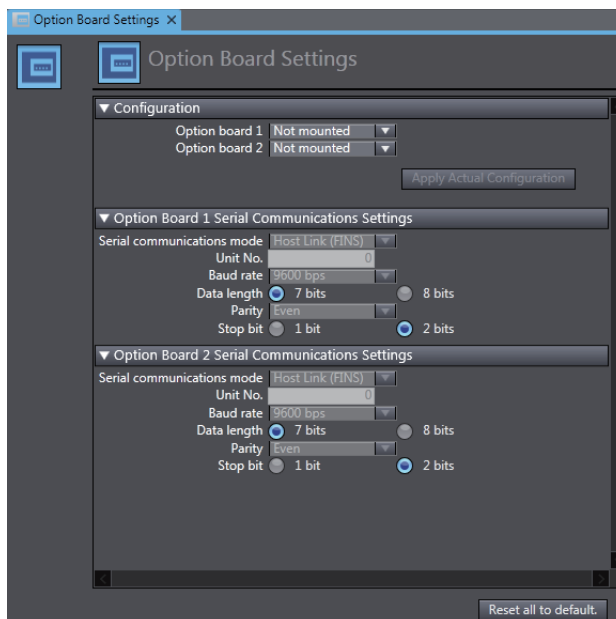 Option Board Settings X
Option Board Settings
▼ Configuration
Option board 1 Not mounted ▼
Option board 2 Not mounted ▼
Apply Actual Configuration
▼ Option Board 1 Serial Communications Settings
Serial communications mode Host Link (FINS) ▼
Unit No. 0
Baud rate 9600 bps ▼
Data length 7 bits 8 bits
Parity Even ▼
Stop bit 1 bit 2 bits
▼ Option Board 2 Serial Communications Settings
Serial communications mode Host Link (FINS) ▼
Unit No. 0
Baud rate 9600 bps ▼
Data length 7 bits 8 bits
Parity Even ▼
Stop bit 1 bit 2 bits
Reset all to default.